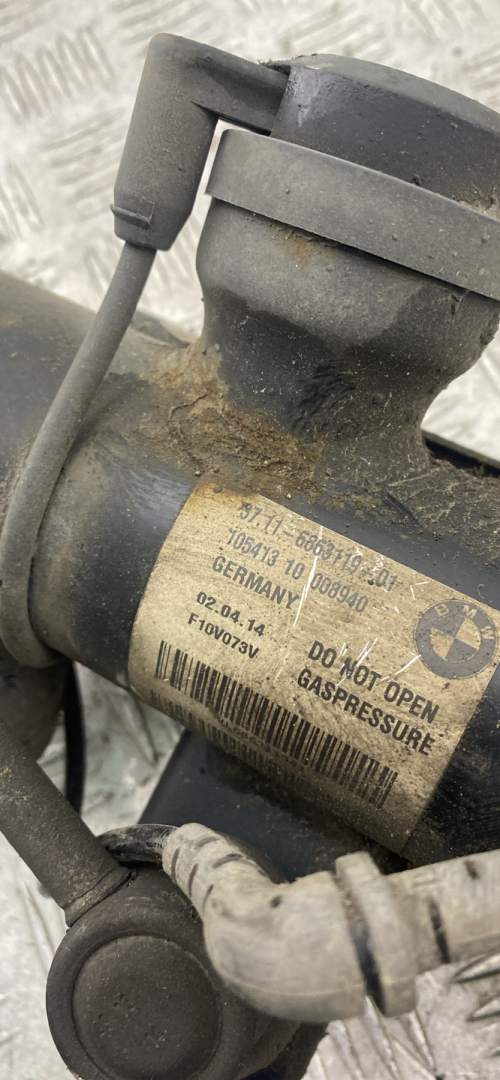 37.11-6863119-01
105413 10 008940
GERMANY
02.04.14
F10V073V
DO NOT OPEN
GASPRESSURE
BMW